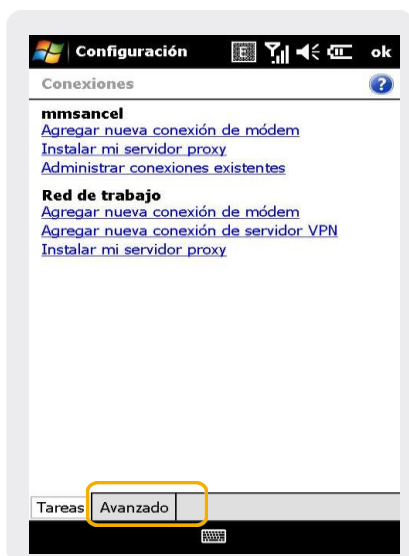 Configuración
E
ok
Conexiones
?
mmsancel
Agregar nueva conexión de módem
Instalar mi servidor proxy
Administrar conexiones existentes
Red de trabajo
Agregar nueva conexión de módem
Agregar nueva conexión de servidor VPN
Instalar mi servidor proxy
Tareas Avanzado